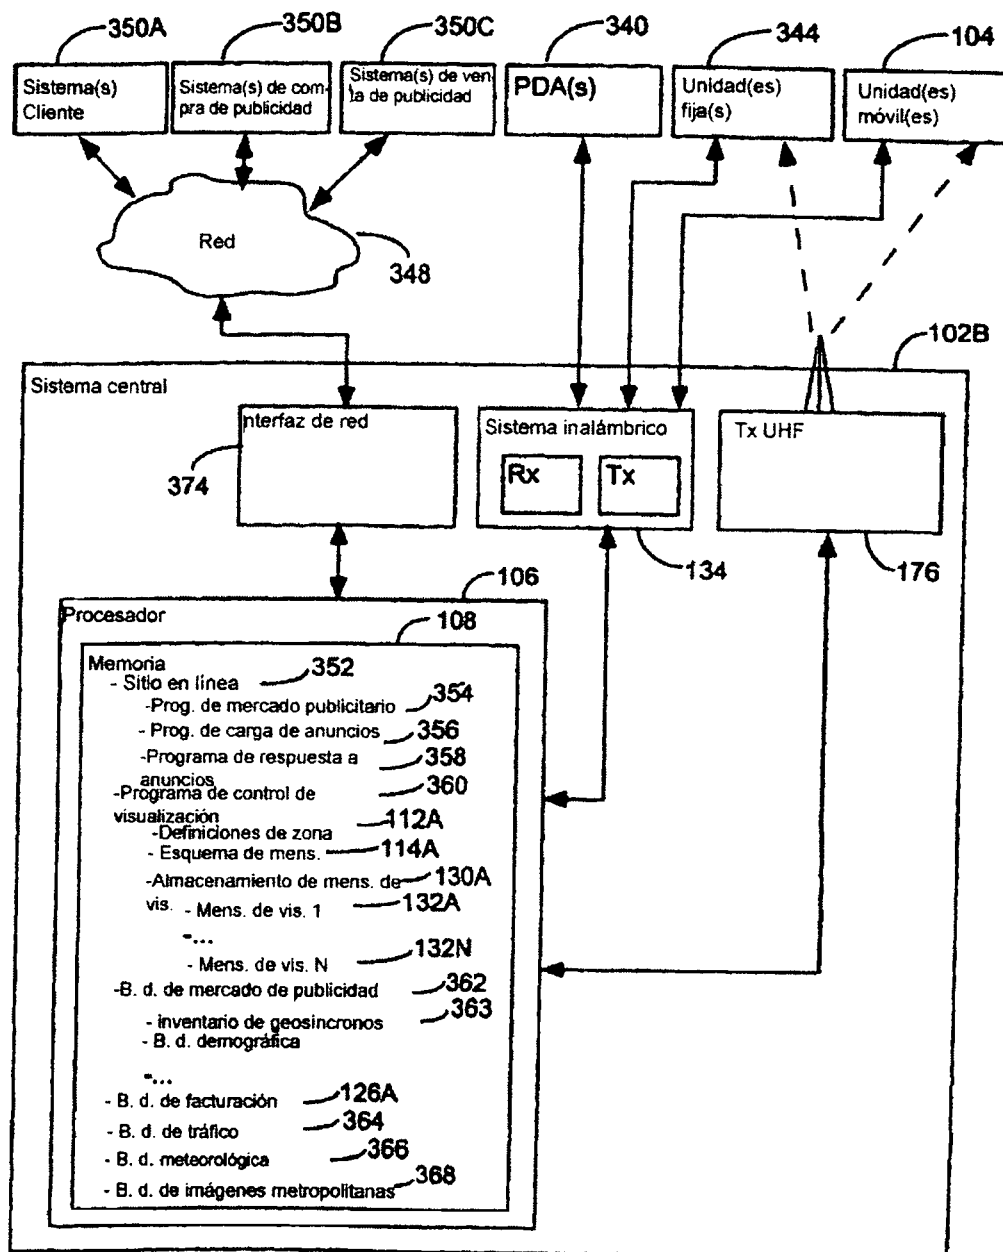 350A
350B
350C
340
344
104
Sistema(s)
Cliente
Sistema(s) de com-
pra de publicidad
Sistema(s) de ven-
ta de publicidad
PDA(s)
Unidad(es)
fija(s)
Unidad(es)
móvil(es)
Red
348
102B
Sistema central
nterfaz de red
374
Sistema inalámbrico
Rx
Tx
134
Tx UHF
176
106
Procesador
108
Memoria
- Sitio en línea 352
-Prog. de mercado publicitario 354
- Prog. de carga de anuncios 356
-Programa de respuesta a 358
anuncios
-Programa de control de 360
visualización
-Definiciones de zona 112A
- Esquema de mens. 114A
-Almacenamiento de mens. de 130A
vis. - Mens. de vis. 1 132A
-...
- Mens. de vis. N 132N
-B. d. de mercado de publicidad 362
- inventario de geosíncronos 363
- B. d. demográfica
-...
- B. d. de facturación 126A
- B. d. de tráfico 364
- B. d. meteorológica 366
- B. d. de imágenes metropolitanas 368